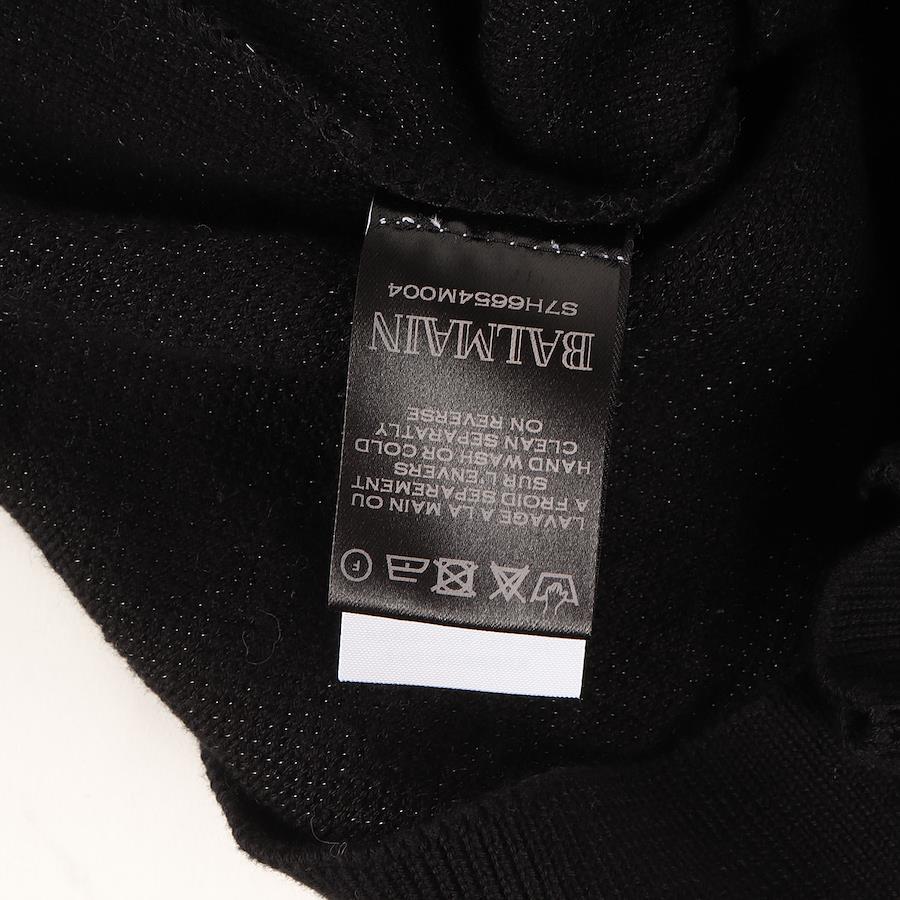 F
LAVAGE A LA MAIN OU
A FROID SEPAREMENT
SUR L'ENVERS
HAND WASH OR COLD
CLEAN SEPARATLY
ON REVERSE
BALMAIN
S7H6654M004